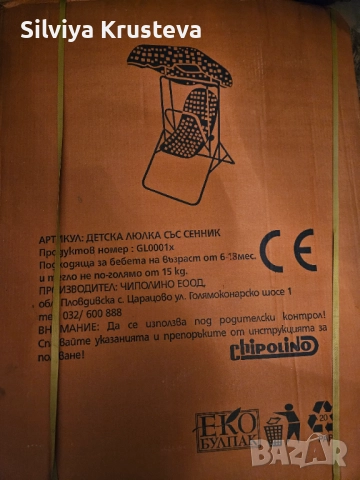 Silviya Krusteva
АРТИКУЛ: ДЕТСКА ЛЮЛКА СЪС СЕННИК
Продуктов номер : GL0001x
Подходяща за бебета на възраст от 6-18мес.
и тегло не по-голямо от 15 kg.
ПРОИЗВОДИТЕЛ: ЧИПОЛИНО ЕООД,
обл. Пловдивска с. Царацово ул. Голямоконарско шосе 1
тел. 032/ 600 888
ВНИМАНИЕ: Да се използва под родителски контрол!
Спазвайте указанията и препоръките от инструкцията за
ползване!
CE
chipolino
ЕКО
БУЛПАК
20
BAZAR